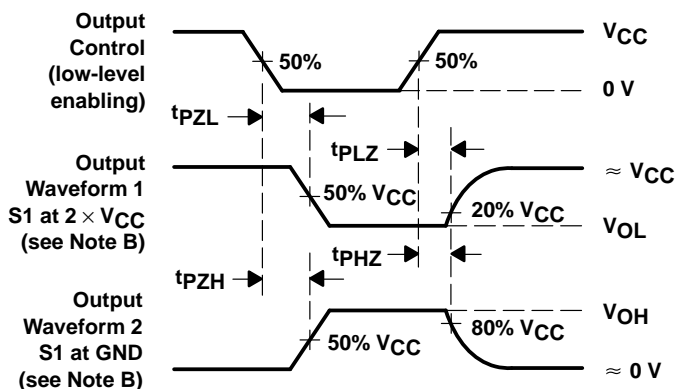 Output
Control
(low-level
enabling)
50%
50%
VCC
0 V
tPZL
tPLZ
Output
Waveform 1
S1 at 2 × VCC
(see Note B)
50% VCC
20% VCC
≈ VCC
VOL
tPZH
tPHZ
Output
Waveform 2
S1 at GND
(see Note B)
50% VCC
80% VCC
VOH
≈ 0 V